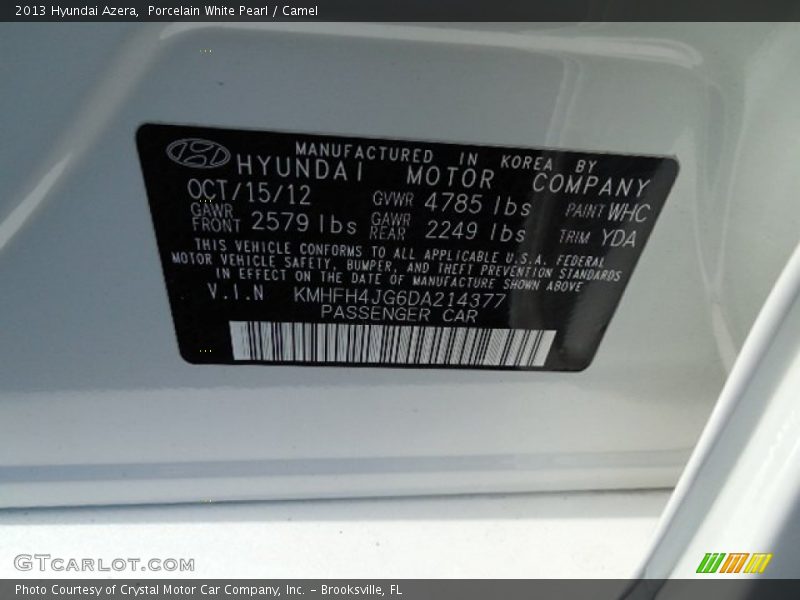 2013 Hyundai Azera, Porcelain White Pearl / Camel
MANUFACTURED IN KOREA BY
HYUNDAI MOTOR COMPANY
OCT/15/12 GVWR 4785 lbs PAINT WHC
GAWR FRONT 2579 lbs GAWR REAR 2249 lbs TRIM YDA
THIS VEHICLE CONFORMS TO ALL APPLICABLE U.S.A. FEDERAL
MOTOR VEHICLE SAFETY, BUMPER, AND THEFT PREVENTION STANDARDS
IN EFFECT ON THE DATE OF MANUFACTURE SHOWN ABOVE
V.I.N KMHFH4JG6DA214377
PASSENGER CAR
GTCARLOT.COM
Photo Courtesy of Crystal Motor Car Company, Inc. – Brooksville, FL